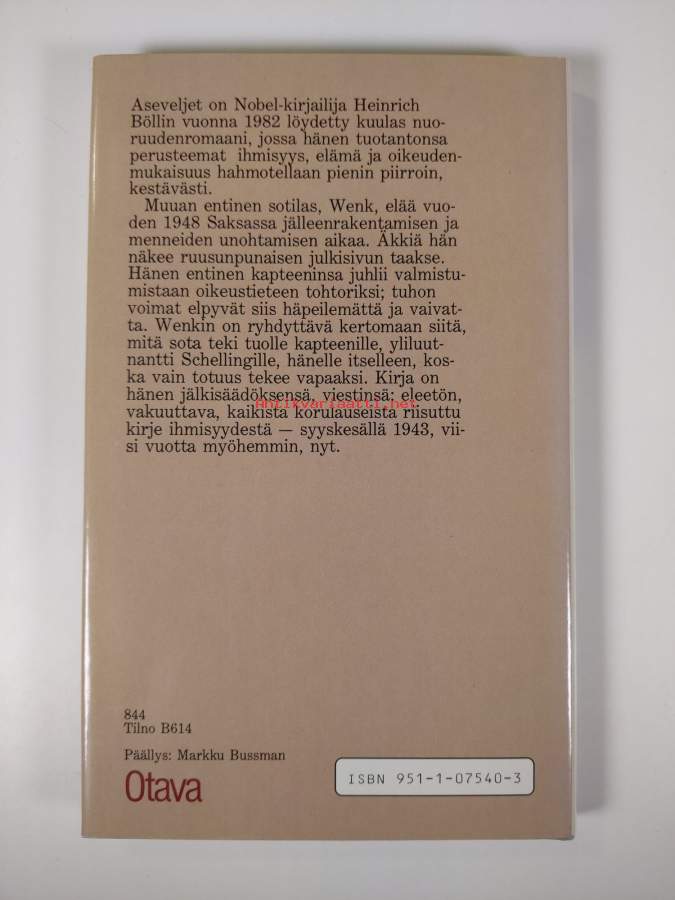 Aseveljet on Nobel-kirjailija Heinrich
Böllin vuonna 1982 löydetty kuulas nuo-
ruudenromaani, jossa hänen tuotantonsa
perusteemat ihmisyys, elämä ja oikeuden-
mukaisuus hahmotellaan pienin piirroin,
kestävästi.
Muuan entinen sotilas, Wenk, elää vuo-
den 1948 Saksassa jälleenrakentamisen ja
menneiden unohtamisen aikaa. Äkkiä hän
näkee ruusunpunaisen julkisivun taakse.
Hänen entinen kapteeninsa juhlii valmistu-
mistaan oikeustieteen tohtoriksi; tuhon
voimat elpyvät siis häpeilemättä ja vaivat-
ta. Wenkin on ryhdyttävä kertomaan siitä,
mitä sota teki tuolle kapteenille, yliluut-
nantti Schellingille, hänelle itselleen, kos-
ka vain totuus tekee vapaaksi. Kirja on
hänen jälkisäädöksensä, viestinsä; eleetön,
Antikvariaatti.net
vakuuttava, kaikista korulauseista riisuttu
kirje ihmisyydestä — syyskesällä 1943, vii-
si vuotta myöhemmin, nyt.
844
Tilno B614
Päällys: Markku Bussman
Otava
ISBN 951-1-07540-3